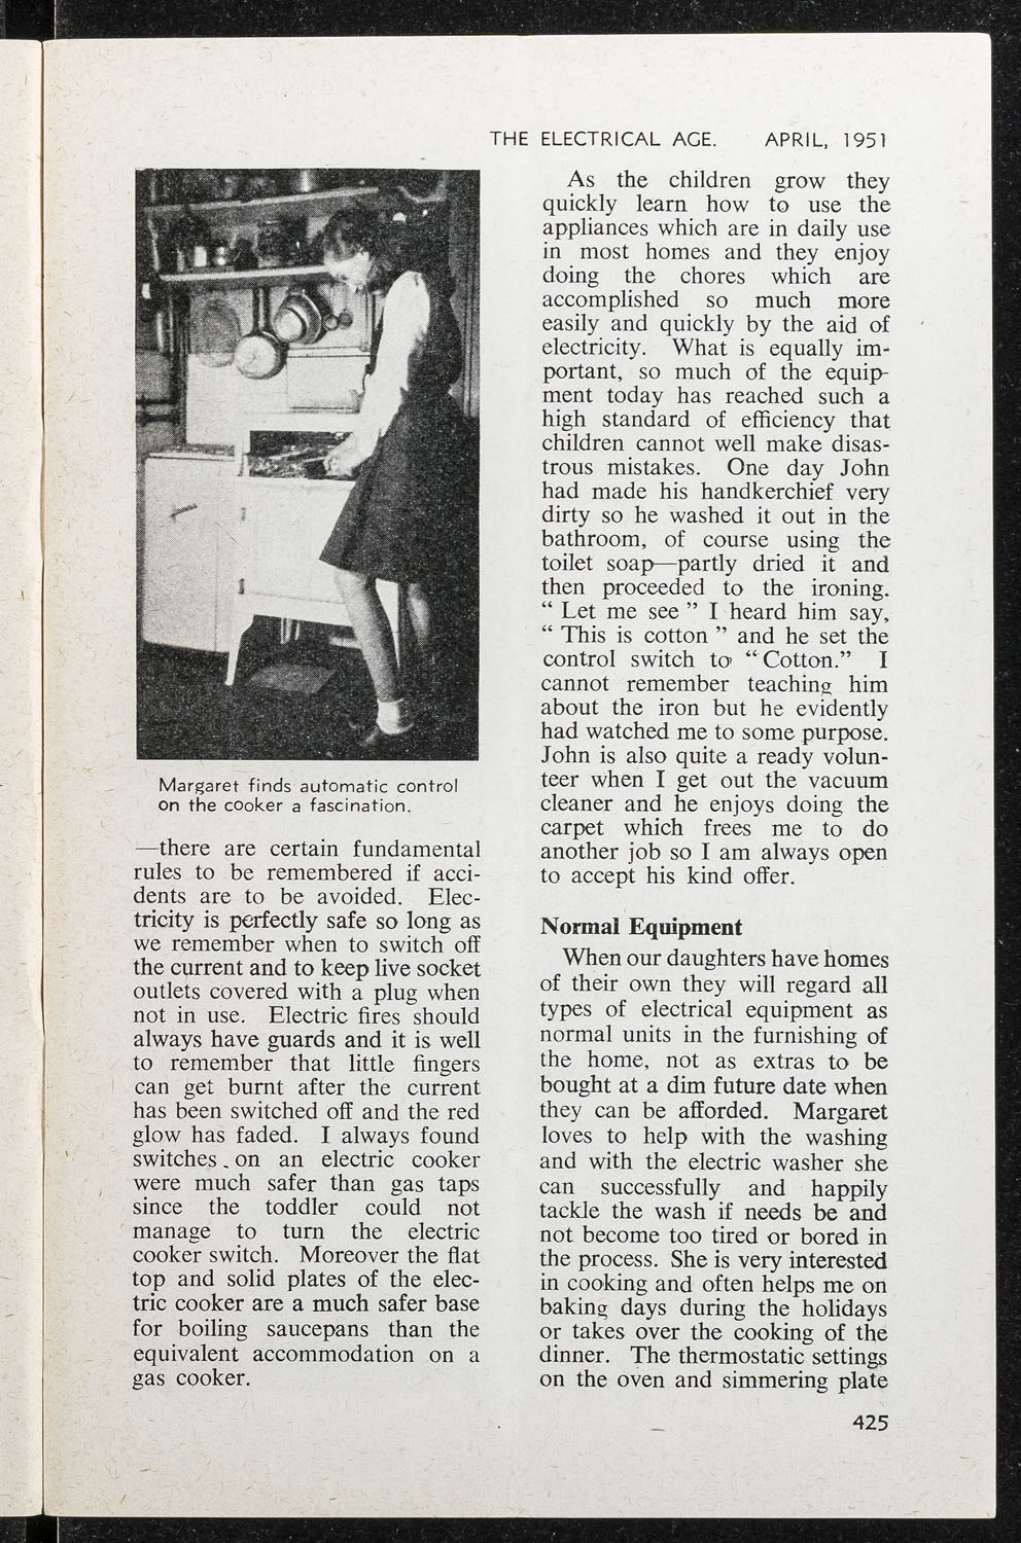 THE ELECTRICAL AGE. APRIL, 1951
Margaret finds automatic control
on the cooker a fascination.
—there are certain fundamental
rules to be remembered if acci-
dents are to be avoided. Elec-
tricity is perfectly safe so long as
we remember when to switch off
the current and to keep live socket
outlets covered with a plug when
not in use. Electric fires should
always have guards and it is well
to remember that little fingers
can get burnt after the current
has been switched off and the red
glow has faded. I always found
switches on an electric cooker
were much safer than gas taps
since the toddler could not
manage to turn the electric
cooker switch. Moreover the flat
top and solid plates of the elec-
tric cooker are a much safer base
for boiling saucepans than the
equivalent accommodation on a
gas cooker.
As the children grow they
quickly learn how to use the
appliances which are in daily use
in most homes and they enjoy
doing the chores which are
accomplished so much more
easily and quickly by the aid of
electricity. What is equally im-
portant, so much of the equip-
ment today has reached such a
high standard of efficiency that
children cannot well make disas-
trous mistakes. One day John
had made his handkerchief very
dirty so he washed it out in the
bathroom, of course using the
toilet soap—partly dried it and
then proceeded to the ironing.
“ Let me see ” I heard him say,
“ This is cotton ” and he set the
control switch to “ Cotton.” I
cannot remember teaching him
about the iron but he evidently
had watched me to some purpose.
John is also quite a ready volun-
teer when I get out the vacuum
cleaner and he enjoys doing the
carpet which frees me to do
another job so I am always open
to accept his kind offer.
Normal Equipment
When our daughters have homes
of their own they will regard all
types of electrical equipment as
normal units in the furnishing of
the home, not as extras to be
bought at a dim future date when
they can be afforded. Margaret
loves to help with the washing
and with the electric washer she
can successfully and happily
tackle the wash if needs be and
not become too tired or bored in
the process. She is very interested
in cooking and often helps me on
baking days during the holidays
or takes over the cooking of the
dinner. The thermostatic settings
on the oven and simmering plate
425